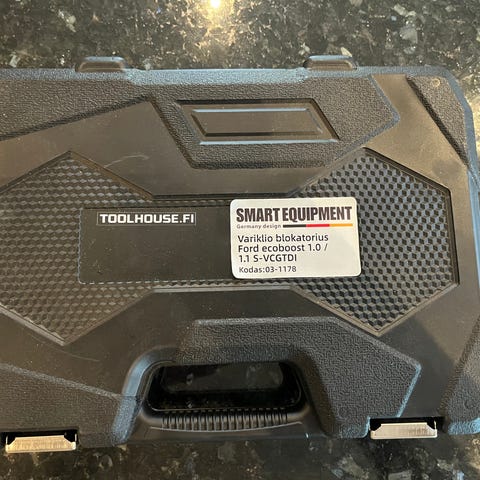 TOOLHOUSE.FI
SMART EQUIPMENT
Germany design
Variklio blokatorius
Ford ecoboost 1.0 /
1.1 S-VCGTDI
Kodas:03-1178